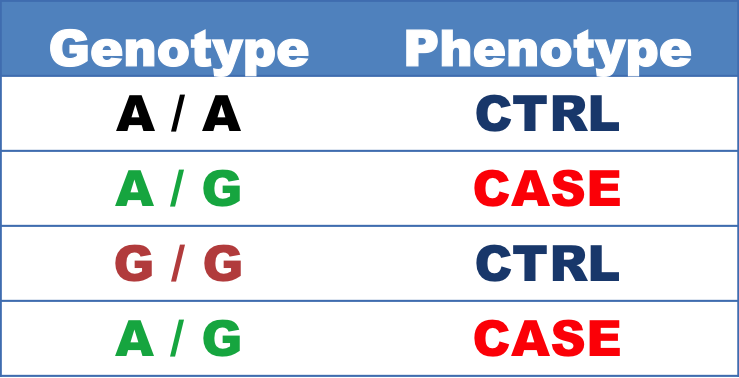 Genotype Phenotype
A / A CTRL
A / G CASE
G / G CTRL
A / G CASE